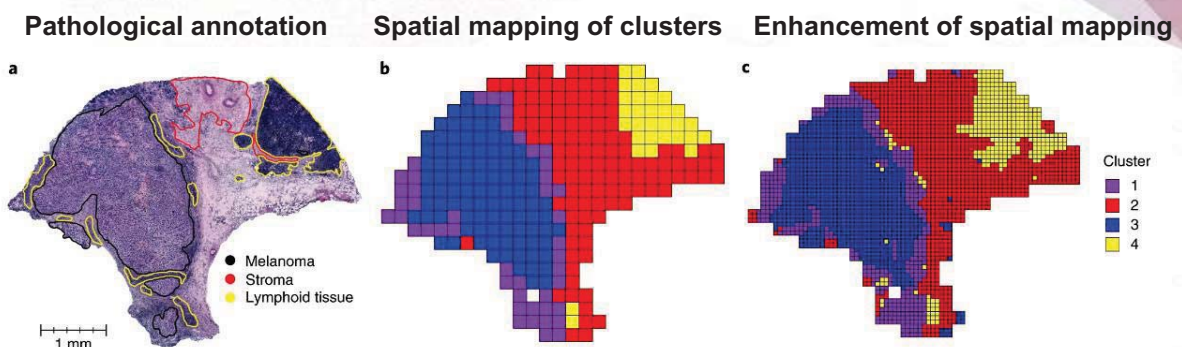 Pathological annotation
Spatial mapping of clusters
Enhancement of spatial mapping
a
Melanoma
Stroma
Lymphoid tissue
1 mm
b
c
Cluster
1
2
3
4